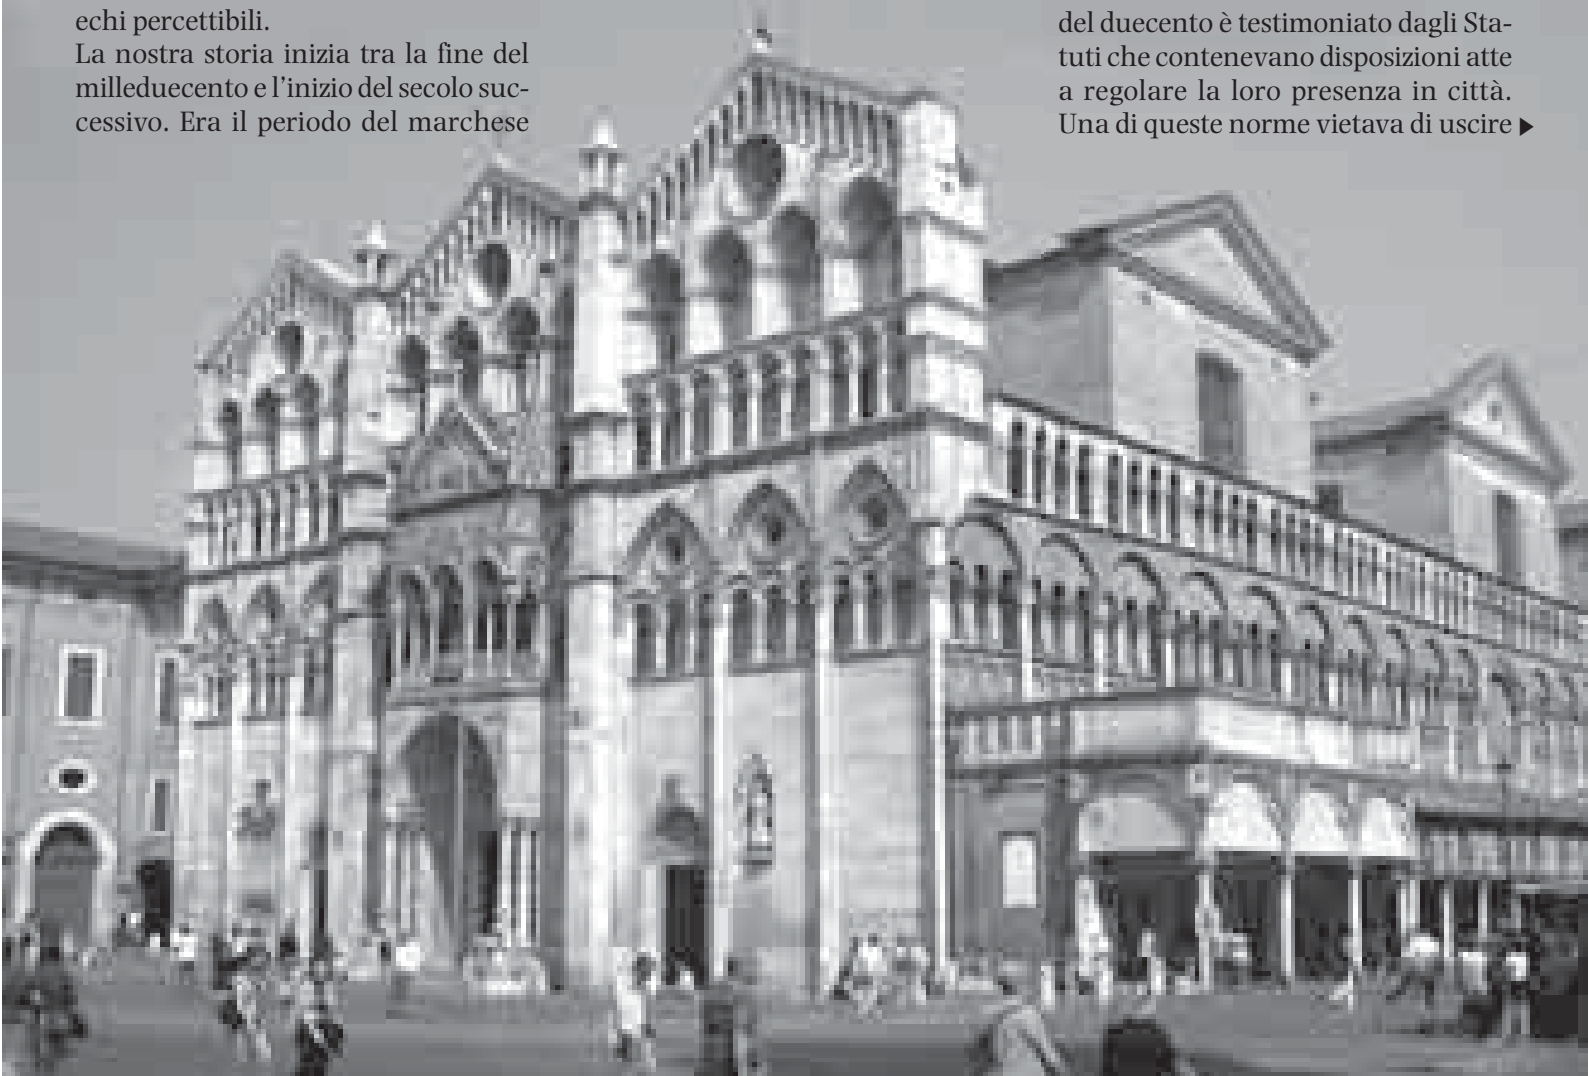 echi percettibili.
La nostra storia inizia tra la fine del
milleduecento e l’inizio del secolo suc-
cessivo. Era il periodo del marchese
del duecento è testimoniato dagli Sta-
tuti che contenevano disposizioni atte
a regolare la loro presenza in città.
Una di queste norme vietava di uscire ▶